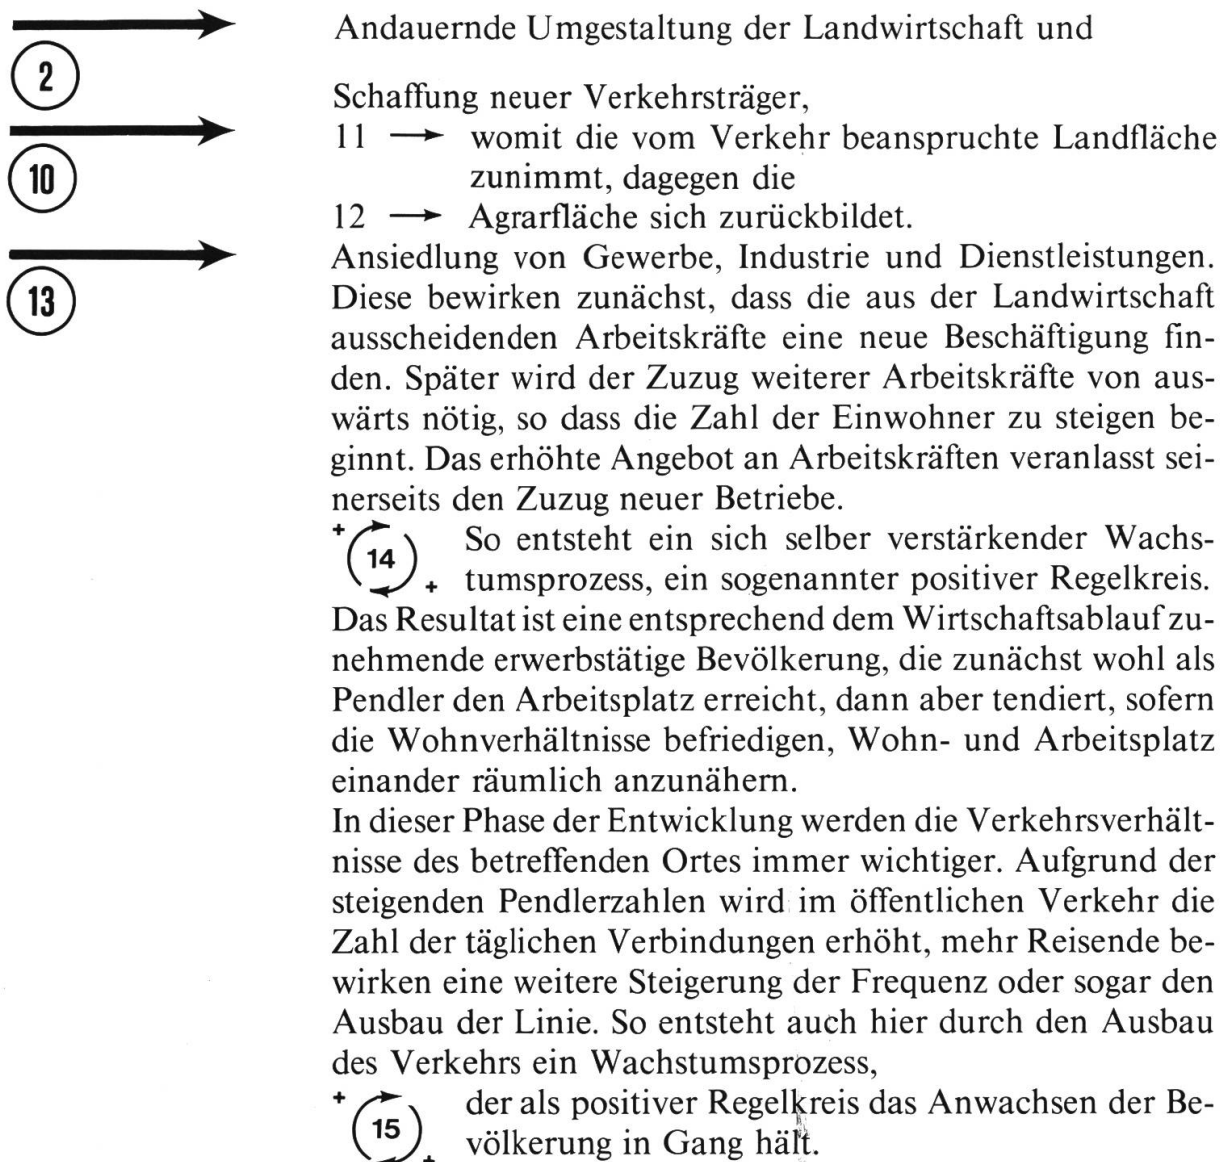 Andauernde Umgestaltung der Landwirtschaft und
2
Schaffung neuer Verkehrsträger,
11 → womit die vom Verkehr beanspruchte Landfläche
10
zunimmt, dagegen die
12 → Agrarfläche sich zurückbildet.
Ansiedlung von Gewerbe, Industrie und Dienstleistungen.
13
Diese bewirken zunächst, dass die aus der Landwirtschaft
ausscheidenden Arbeitskräfte eine neue Beschäftigung fin-
den. Später wird der Zuzug weiterer Arbeitskräfte von aus-
wärts nötig, so dass die Zahl der Einwohner zu steigen be-
ginnt. Das erhöhte Angebot an Arbeitskräften veranlasst sei-
nerseits den Zuzug neuer Betriebe.
+ 14 + So entsteht ein sich selber verstärkender Wachs-
tumsprozess, ein sogenannter positiver Regelkreis.
Das Resultat ist eine entsprechend dem Wirtschaftsablauf zu-
nehmende erwerbstätige Bevölkerung, die zunächst wohl als
Pendler den Arbeitsplatz erreicht, dann aber tendiert, sofern
die Wohnverhältnisse befriedigen, Wohn- und Arbeitsplatz
einander räumlich anzunähern.
In dieser Phase der Entwicklung werden die Verkehrsverhält-
nisse des betreffenden Ortes immer wichtiger. Aufgrund der
steigenden Pendlerzahlen wird im öffentlichen Verkehr die
Zahl der täglichen Verbindungen erhöht, mehr Reisende be-
wirken eine weitere Steigerung der Frequenz oder sogar den
Ausbau der Linie. So entsteht auch hier durch den Ausbau
des Verkehrs ein Wachstumsprozess,
+ 15 + der als positiver Regelkreis das Anwachsen der Be-
völkerung in Gang hält.